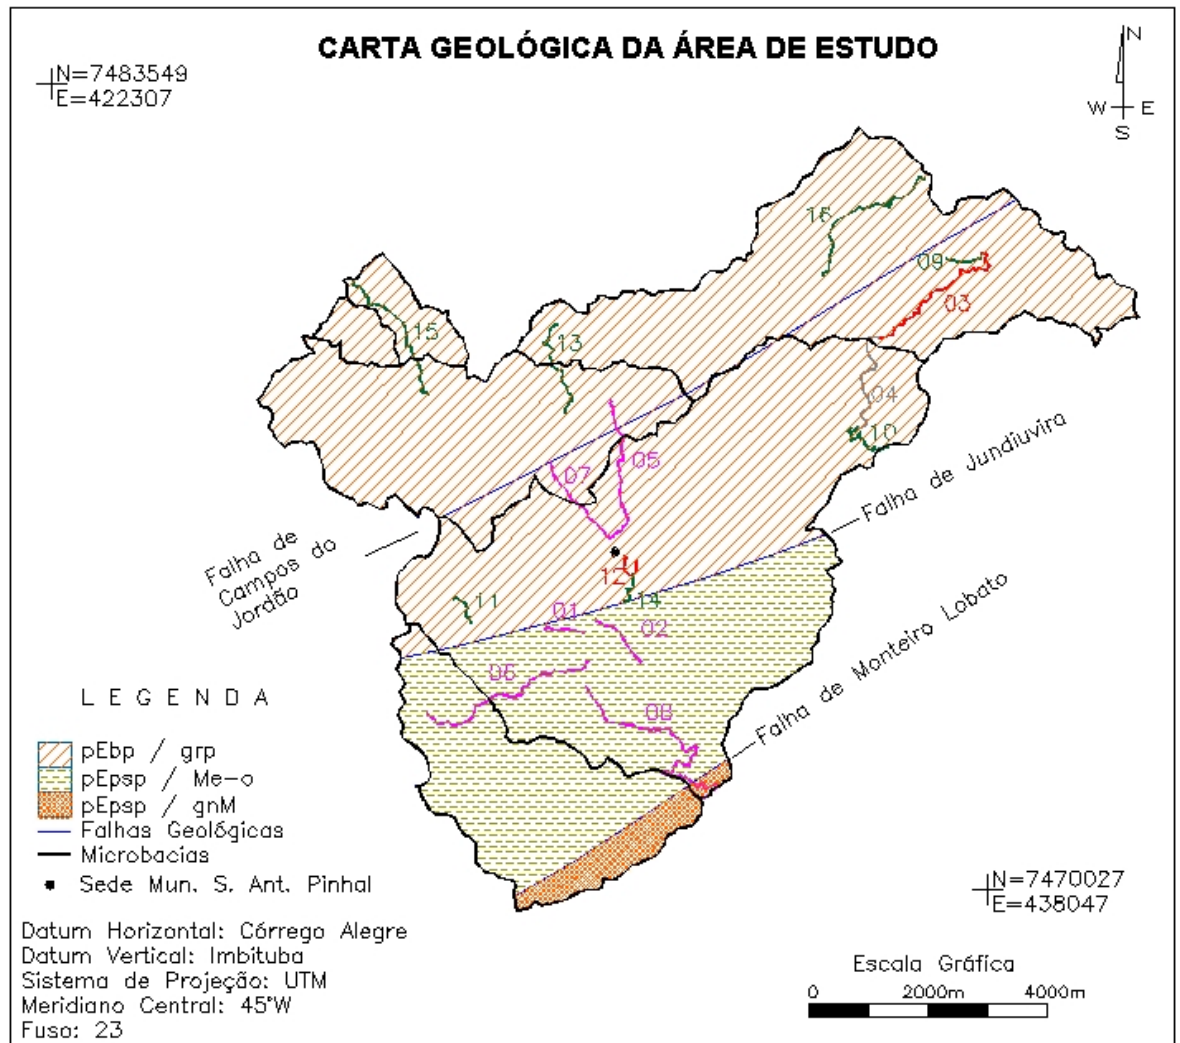 CARTA GEOLÓGICA DA ÁREA DE ESTUDO
N=7483549
E=422307
N
W E
S
16
09
03
15
13
04
10
05
07
Falha de Jundiuvira
Falha de
Campos do
Jordão
12
14
11
01
02
06
08
Falha de Monteiro Lobato
LEGENDA
pEbp / grp
pEpsp / Me-o
pEpsp / gnM
Falhas Geológicas
Microbacias
Sede Mun. S. Ant. Pinhal
N=7470027
E=438047
Datum Horizontal: Córrego Alegre
Datum Vertical: Imbituba
Sistema de Projeção: UTM
Meridiano Central: 45°W
Fuso: 23
Escala Gráfica
0 2000m 4000m